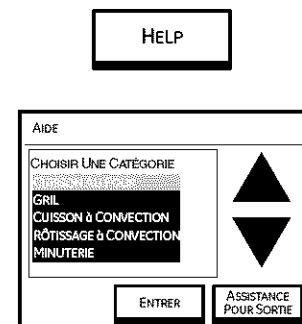 HELP
AIDE
CHOISIR UNE CATÉGORIE
GRIL
CUISSON à CONVECTION
RÔTISSAGE à CONVECTION
MINUTERIE
ENTRER
ASSISTANCE
POUR SORTIE